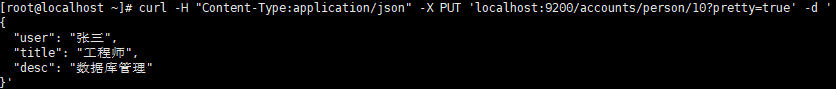 [root@localhost ~]# curl -H "Content-Type:application/json" -X PUT 'localhost:9200/accounts/person/10?pretty=true' -d '
{
  "user": "张三",
  "title": "工程师",
  "desc": "数据库管理"
}'